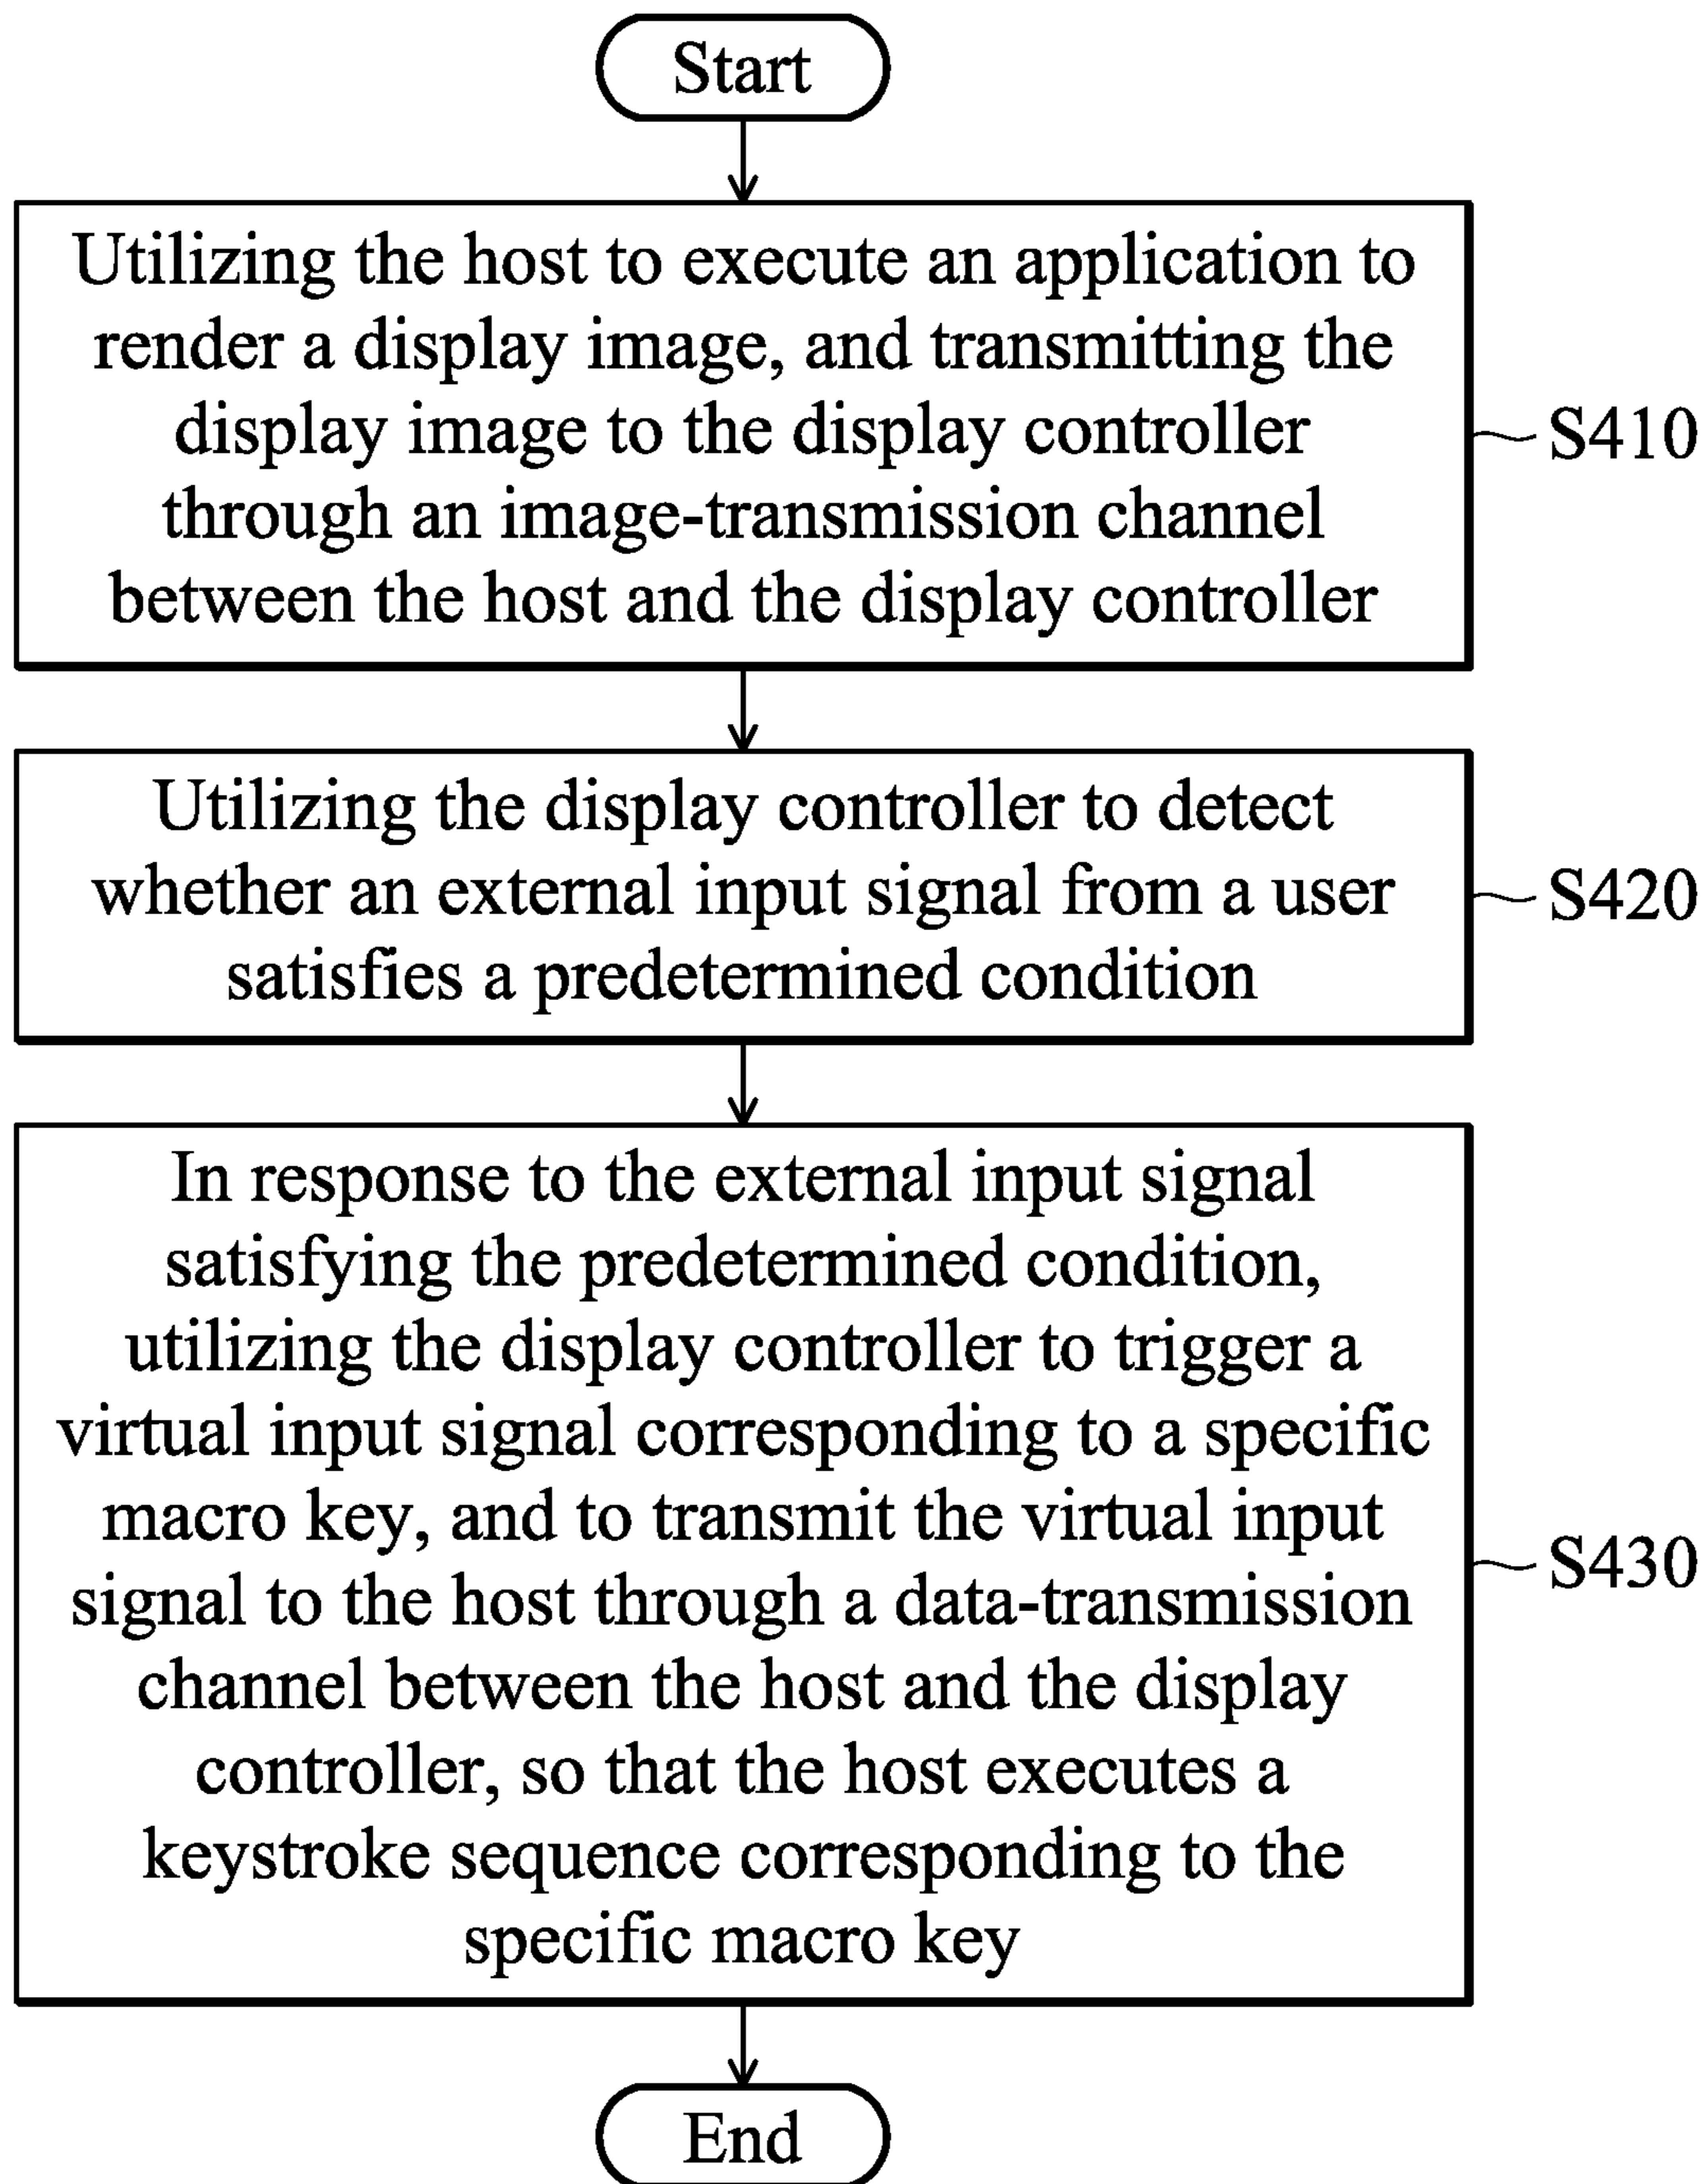 Start
Utilizing the host to execute an application to
render a display image, and transmitting the
display image to the display controller
through an image-transmission channel
between the host and the display controller
S410
Utilizing the display controller to detect
whether an external input signal from a user
satisfies a predetermined condition
S420
In response to the external input signal
satisfying the predetermined condition,
utilizing the display controller to trigger a
virtual input signal corresponding to a specific
macro key, and to transmit the virtual input
signal to the host through a data-transmission
channel between the host and the display
controller, so that the host executes a
keystroke sequence corresponding to the
specific macro key
S430
End